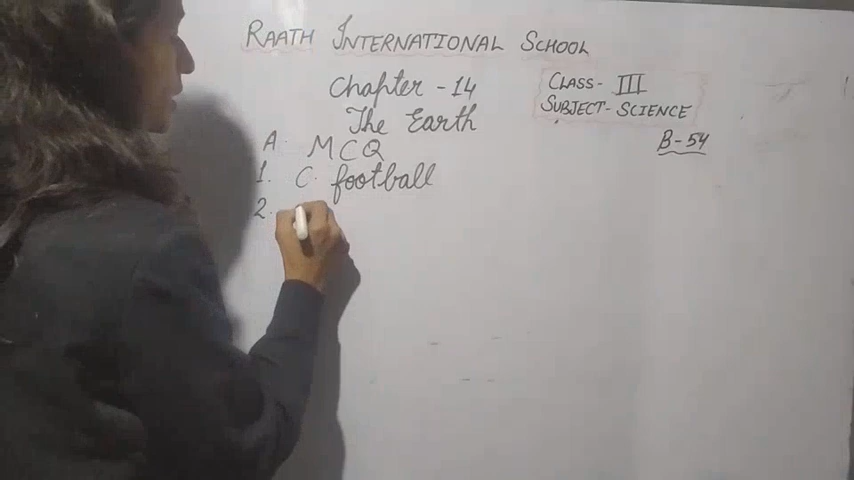 RAATH INTERNATIONAL SCHOOL
Chapter - 14
The Earth
CLASS- III
SUBJECT- SCIENCE
B-54
A. MCQ
1. C. football
2.